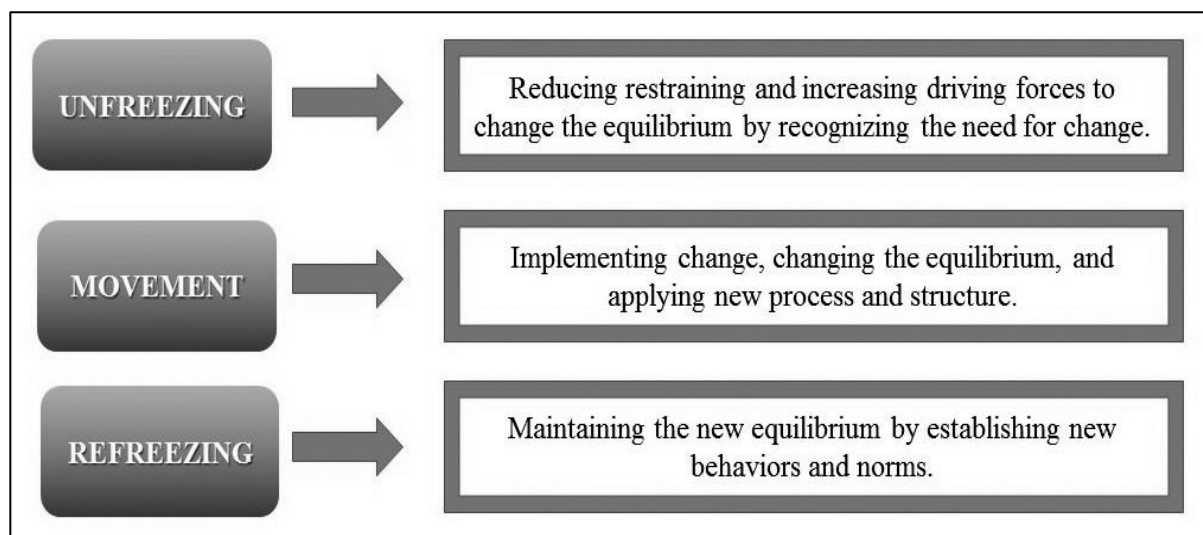 UNFREEZING
Reducing restraining and increasing driving forces to
change the equilibrium by recognizing the need for change.
MOVEMENT
Implementing change, changing the equilibrium, and
applying new process and structure.
REFREEZING
Maintaining the new equilibrium by establishing new
behaviors and norms.